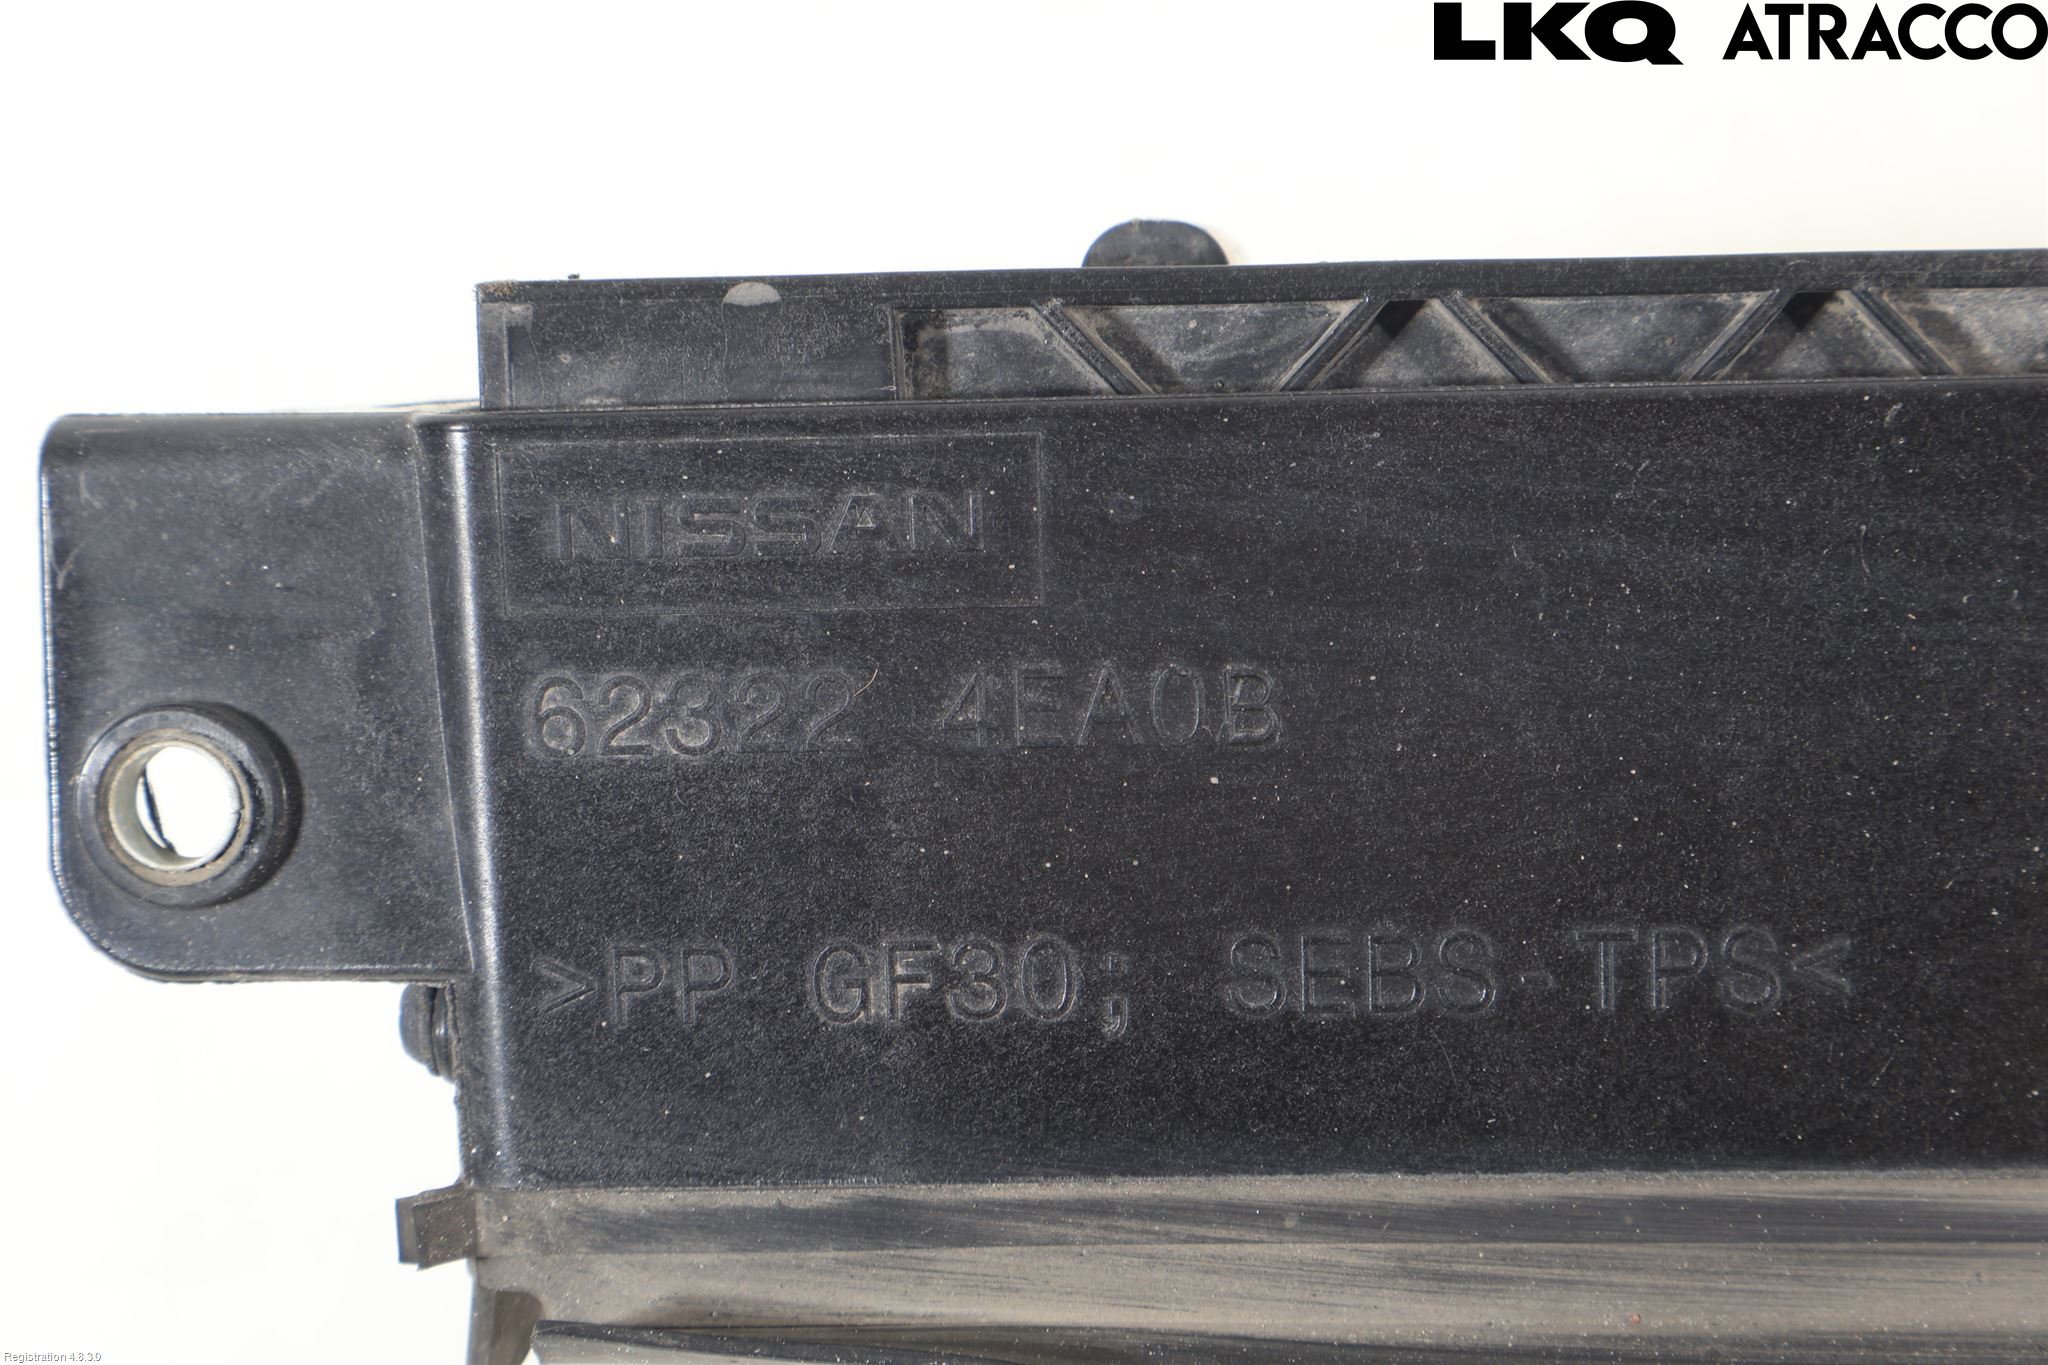 LKQ ATRACCO
NISSAN
62322 4EA0B
>PP GF30; SEBS-TPS<
Registration 4.8.3.0